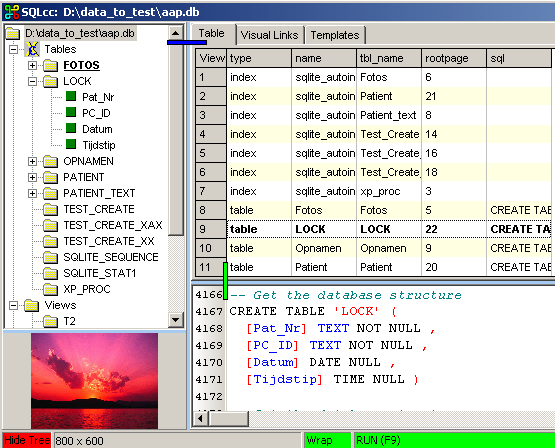 SQLcc: D:\data_to_test\aap.db
D:\data_to_test\aap.db
Tables
FOTOS
LOCK
Pat_Nr
PC_ID
Datum
Tijdstip
OPNAMEN
PATIENT
PATIENT_TEXT
TEST_CREATE
TEST_CREATE_XAX
TEST_CREATE_XX
SQLITE_SEQUENCE
SQLITE_STAT1
XP_PROC
Views
T2
Table Visual Links Templates
View type name tbl_name rootpage sql
1 index sqlite_autoin Fotos 6
2 index sqlite_autoin Patient 21
3 index sqlite_autoin Patient_text 8
4 index sqlite_autoin Test_Create_ 14
5 index sqlite_autoin Test_Create_ 16
6 index sqlite_autoin Test_Create_ 18
7 index sqlite_autoin xp_proc 3
8 table Fotos Fotos 5 CREATE TAB
9 table LOCK LOCK 22 CREATE TA
10 table Opnamen Opnamen 9 CREATE TAB
11 table Patient Patient 20 CREATE TAB
4166 -- Get the database structure
4167 CREATE TABLE 'LOCK' (
4168 [Pat_Nr] TEXT NOT NULL ,
4169 [PC_ID] TEXT NOT NULL ,
4170 [Datum] DATE NULL ,
4171 [Tijdstip] TIME NULL )
4172
Hide Tree 800 x 600 Wrap RUN (F9)